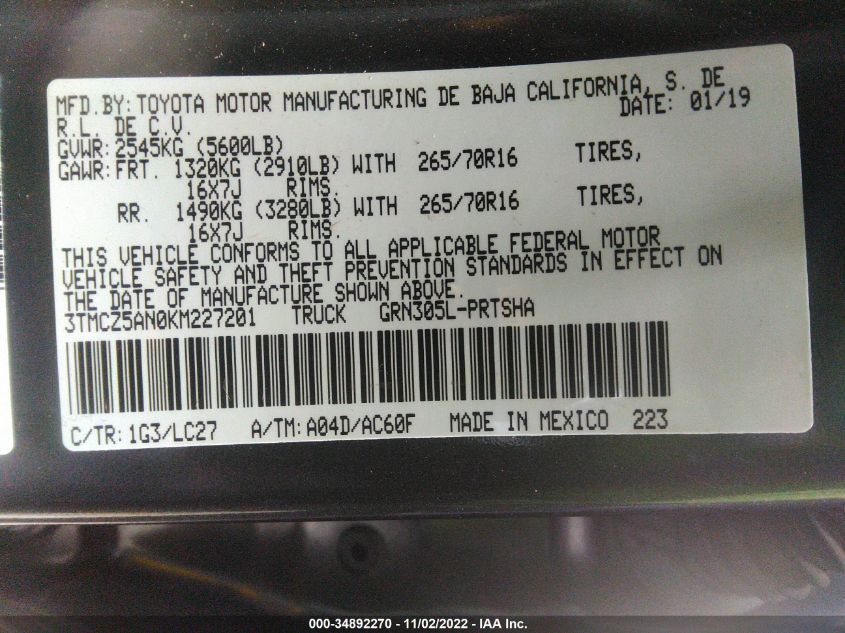 MFD.BY: TOYOTA MOTOR MANUFACTURING DE BAJA CALIFORNIA, S. DE
R.L. DE C.V. DATE: 01/19
GVWR: 2545KG (5600LB)
GAWR: FRT. 1320KG (2910LB) WITH 265/70R16 TIRES,
16X7J RIMS.
RR. 1490KG (3280LB) WITH 265/70R16 TIRES,
16X7J RIMS.
THIS VEHICLE CONFORMS TO ALL APPLICABLE FEDERAL MOTOR
VEHICLE SAFETY AND THEFT PREVENTION STANDARDS IN EFFECT ON
THE DATE OF MANUFACTURE SHOWN ABOVE.
3TMCZ5AN0KM227201 TRUCK GRN305L-PRTSHA
C/TR: 1G3/LC27 A/TM: A04D/AC60F MADE IN MEXICO 223
000-34892270 - 11/02/2022 - IAA Inc.